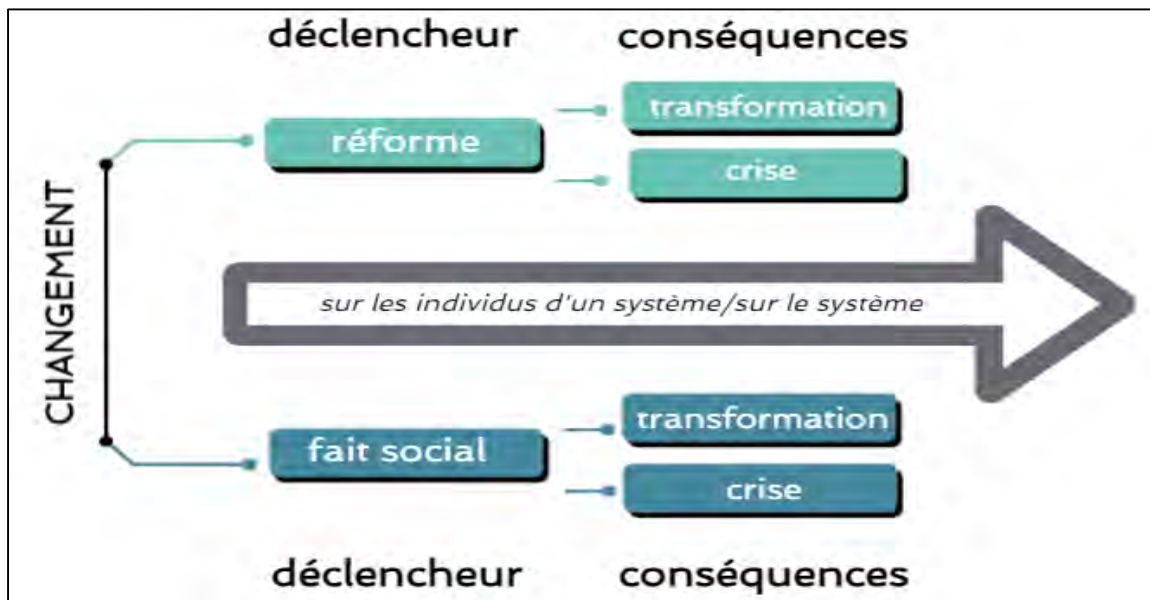 déclencheur conséquences
transformation
réforme
crise
CHANGEMENT
sur les individus d'un système/sur le système
transformation
fait social
crise
déclencheur conséquences